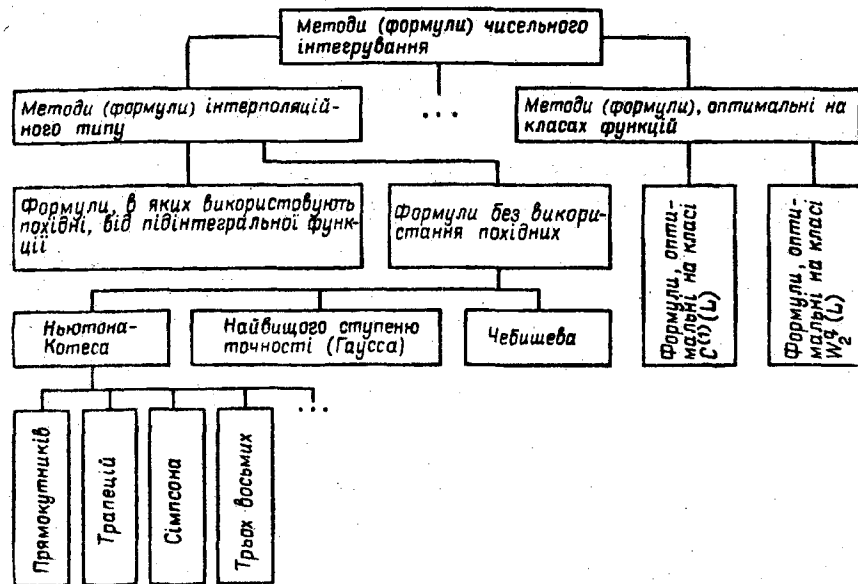 Методи (формули) чисельного
інтегрування
Методи (формули) інтерполяцій-
ного типу
...
Методи (формули), оптимальні на
класах функцій
Формули, в яких використовують
похідні, від підінтегральної функ-
ції
Формули без викори-
стання похідних
Формули, опти-
мальні на класі
C⁽¹⁾(L)
Формули, опти-
мальні на класі
W₂^q(L)
Ньютона-
Котеса
Найвищого ступеню
точності (Гаусса)
Чебишева
...
Прямокутників
Трапецій
Сімпсона
Трьох восьмих